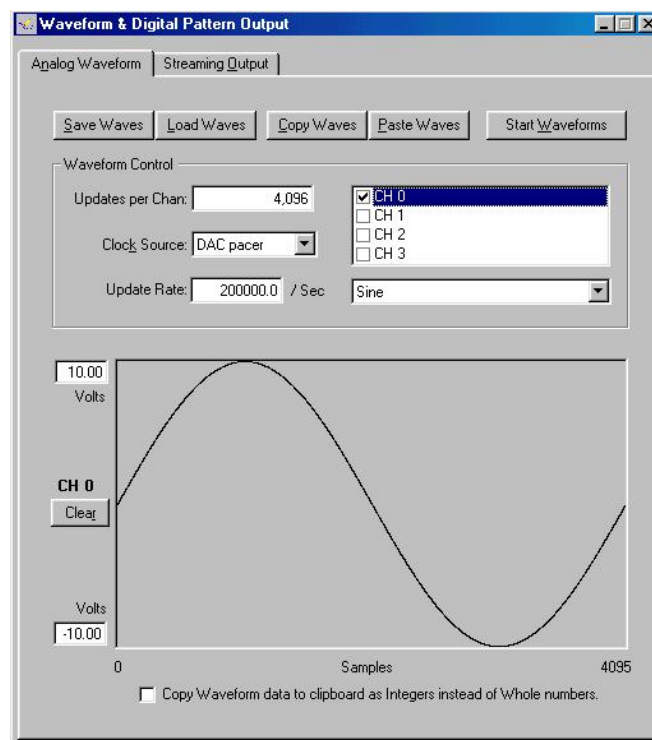 Waveform & Digital Pattern Output
Analog Waveform
Streaming Output
Save Waves
Load Waves
Copy Waves
Paste Waves
Start Waveforms
Waveform Control
Updates per Chan: 4,096
CH 0
CH 1
CH 2
CH 3
Clock Source: DAC pacer
Update Rate: 200000.0 / Sec
Sine
10.00
Volts
CH 0
Clear
Volts
-10.00
0 Samples 4095
Copy Waveform data to clipboard as Integers instead of Whole numbers.